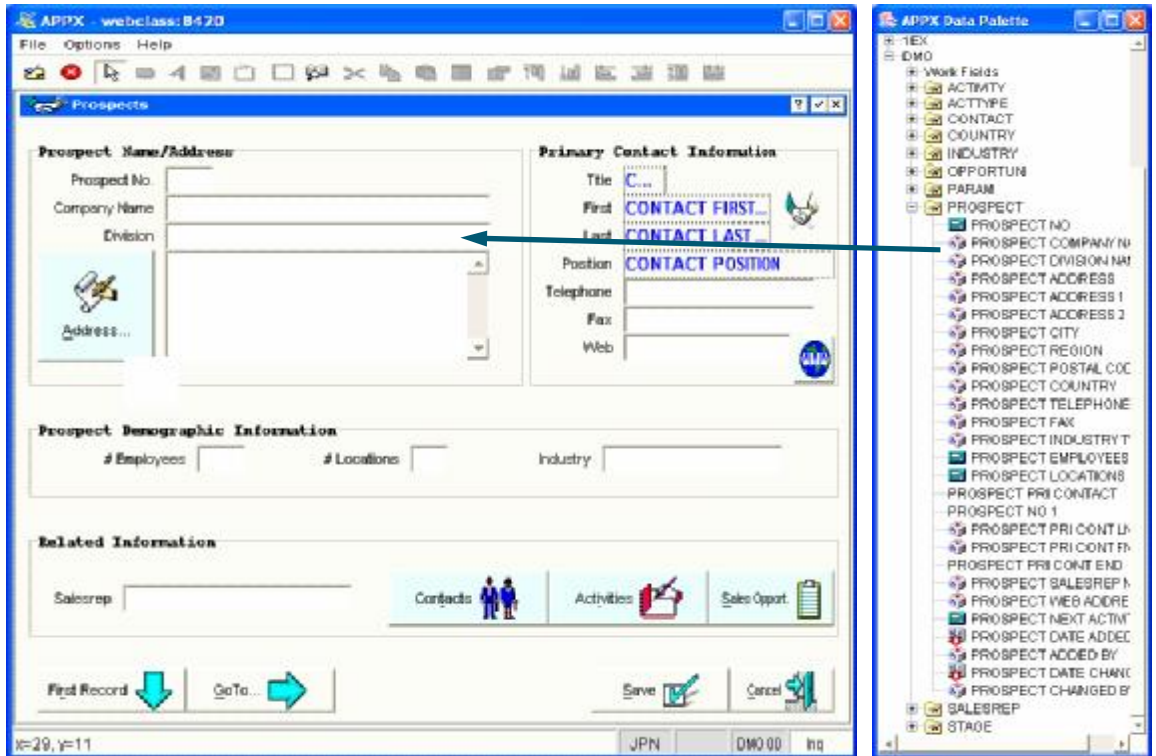 APPX - webclass:8420
File Options Help
Prospects
Prospect Name/Address
Prospect No
Company Name
Division
Address...
Primary Contact Information
Title C...
First CONTACT FIRST...
Last CONTACT LAST ...
Position CONTACT POSITION
Telephone
Fax
Web
Prospect Demographic Information
# Employees # Locations Industry
Related Information
Salesrep Contacts Activities Sales Opport.
First Record GoTo... Save Cancel
x=29, y=11 JPN DMO 00 Inq
APPX Data Palette
1EX
DMO
Work Fields
ACTIVITY
ACTTYPE
CONTACT
COUNTRY
INDUSTRY
OPPORTUNI
PARAM
PROSPECT
PROSPECT NO
PROSPECT COMPANY NA
PROSPECT DIVISION NAM
PROSPECT ADDRESS
PROSPECT ADDRESS 1
PROSPECT ADDRESS 2
PROSPECT CITY
PROSPECT REGION
PROSPECT POSTAL COD
PROSPECT COUNTRY
PROSPECT TELEPHONE
PROSPECT FAX
PROSPECT INDUSTRY T
PROSPECT EMPLOYEES
PROSPECT LOCATIONS
PROSPECT PRI CONTACT
PROSPECT NO 1
PROSPECT PRI CONT LN
PROSPECT PRI CONT FN
PROSPECT PRI CONT END
PROSPECT SALESREP N
PROSPECT WEB ADDRE
PROSPECT NEXT ACTIVI
PROSPECT DATE ADDED
PROSPECT ADDED BY
PROSPECT DATE CHANG
PROSPECT CHANGED B
SALESREP
STAGE